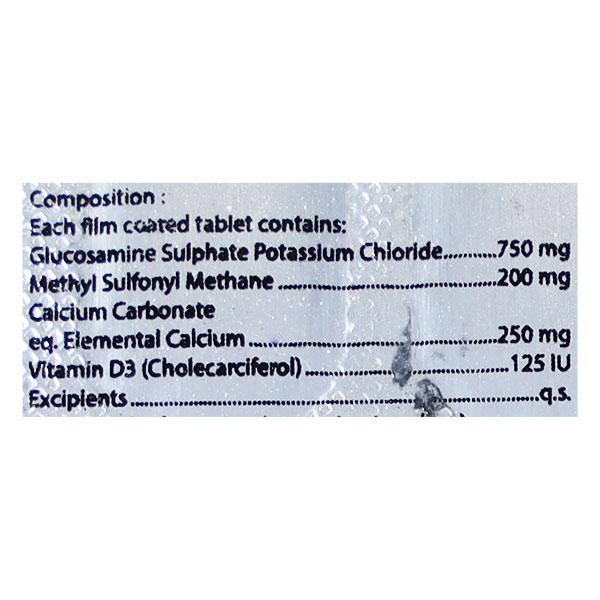 Composition :
Each film coated tablet contains:
Glucosamine Sulphate Potassium Chloride...........750 mg
Methyl Sulfonyl Methane ............................................200 mg
Calcium Carbonate
eq. Elemental Calcium ..................................................250 mg
Vitamin D3 (Cholecarciferol) .........................................125 IU
Excipients ...................................................................................q.s.